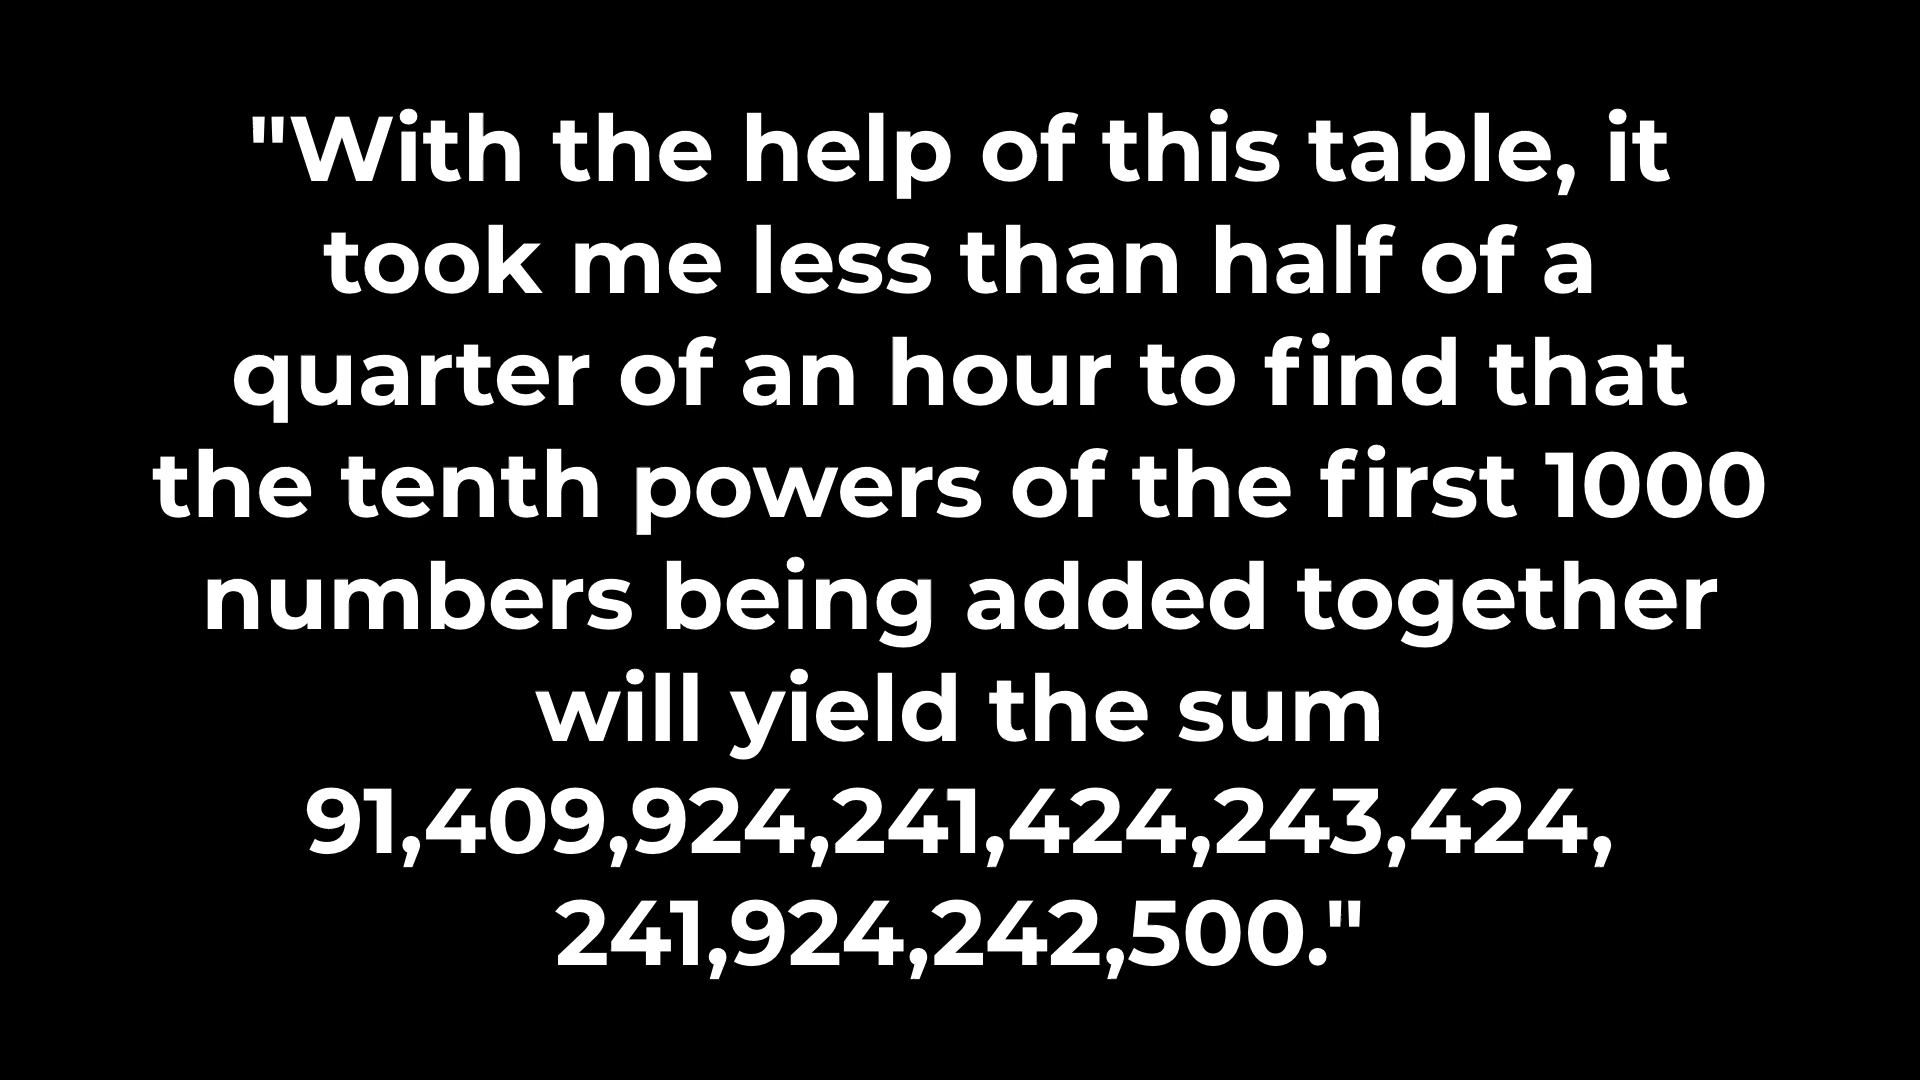 "With the help of this table, it
took me less than half of a
quarter of an hour to find that
the tenth powers of the first 1000
numbers being added together
will yield the sum
91,409,924,241,424,243,424,
241,924,242,500."